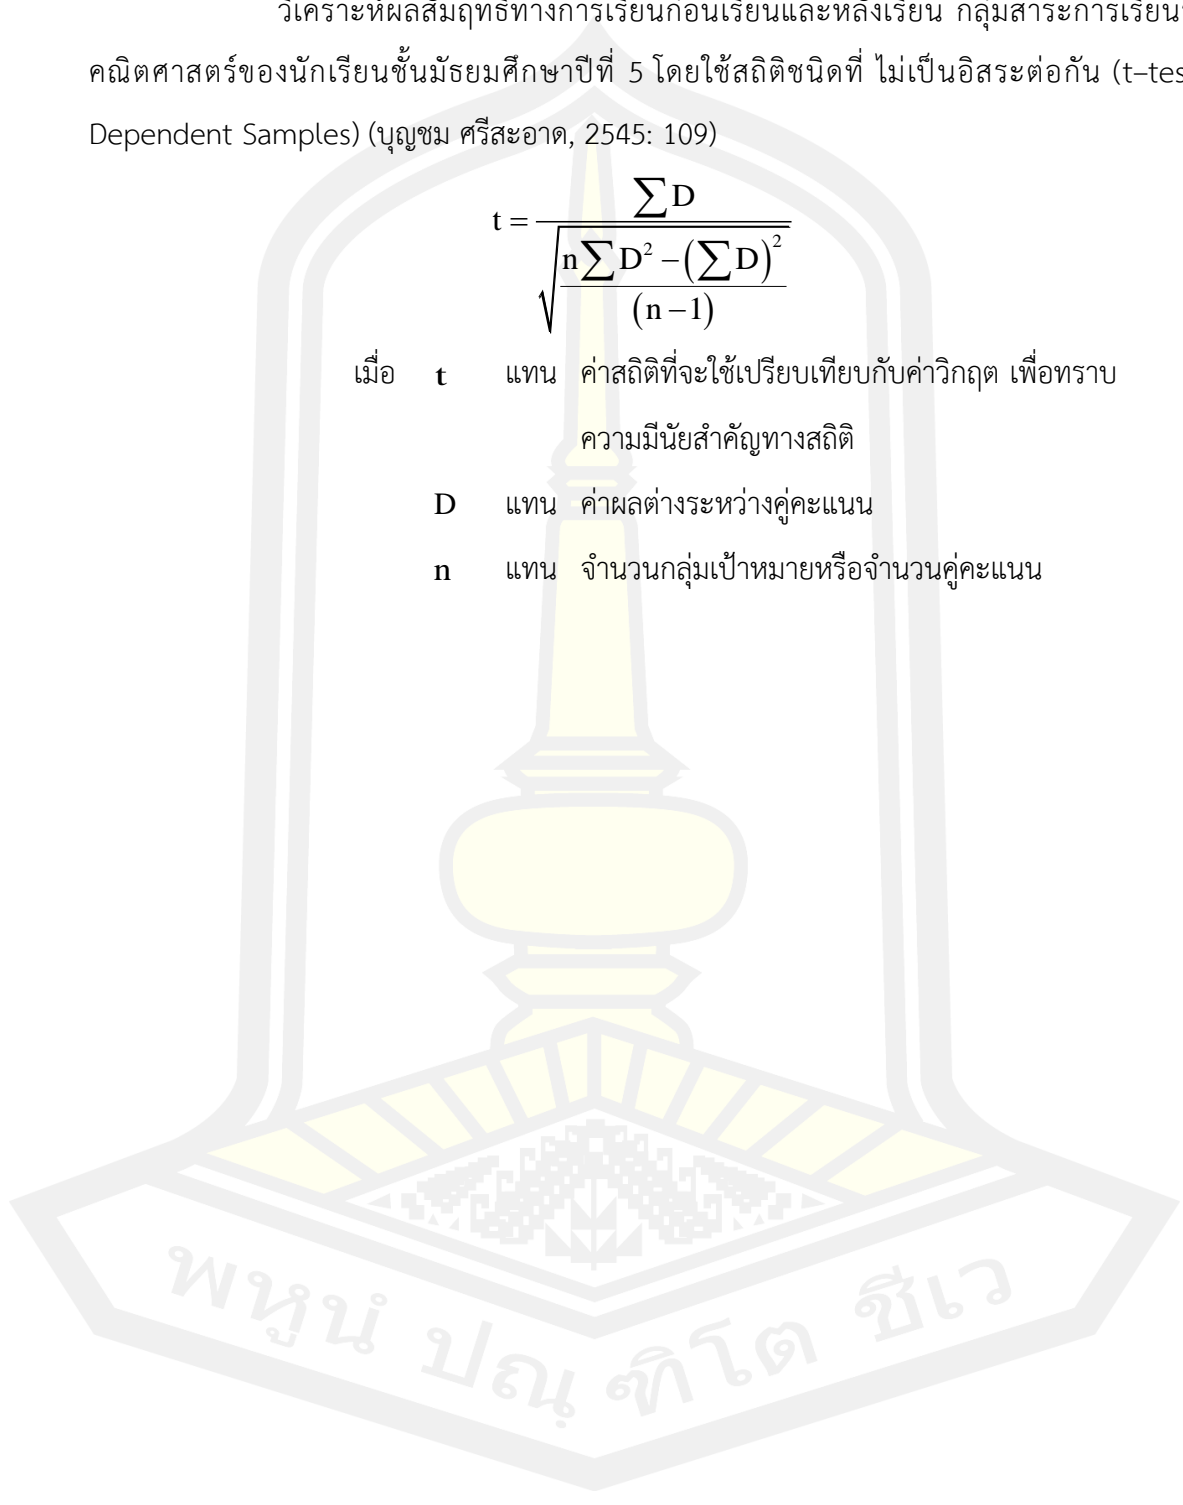 วิเคราะห์ผลสัมฤทธิ์ทางการเรียนก่อนเรียนและหลังเรียน กลุ่มสาระการเรียน
คณิตศาสตร์ของนักเรียนชั้นมัธยมศึกษาปีที่ 5 โดยใช้สถิติชนิดที่ ไม่เป็นอิสระต่อกัน (t–tes
Dependent Samples) (บุญชม ศรีสะอาด, 2545: 109)
t = ∑D / √((n∑D² – (∑D)²) / (n – 1))
เมื่อ t แทน ค่าสถิติที่จะใช้เปรียบเทียบกับค่าวิกฤต เพื่อทราบ
ความมีนัยสำคัญทางสถิติ
D แทน ค่าผลต่างระหว่างคู่คะแนน
n แทน จำนวนกลุ่มเป้าหมายหรือจำนวนคู่คะแนน
พหูนํ ปณฺฑิโต ชีเว